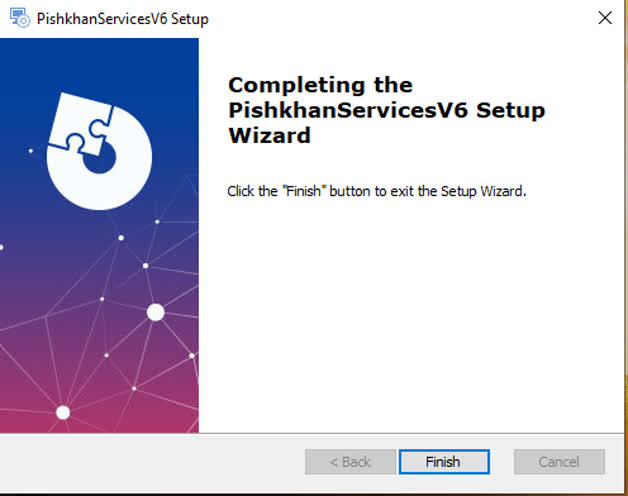 PishkhanServicesV6 Setup
Completing the
PishkhanServicesV6 Setup
Wizard
Click the "Finish" button to exit the Setup Wizard.
< Back
Finish
Cancel